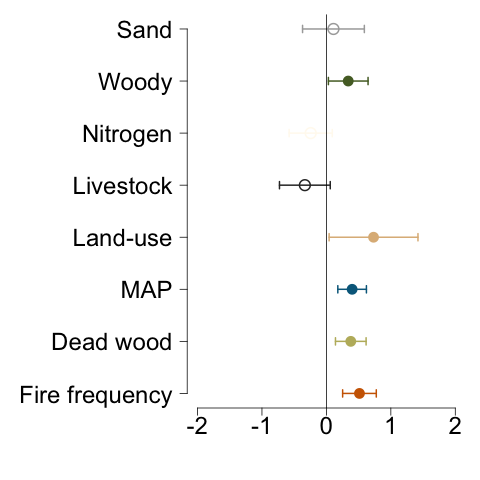 Sand
Woody
Nitrogen
Livestock
Land-use
MAP
Dead wood
Fire frequency
-2 -1 0 1 2